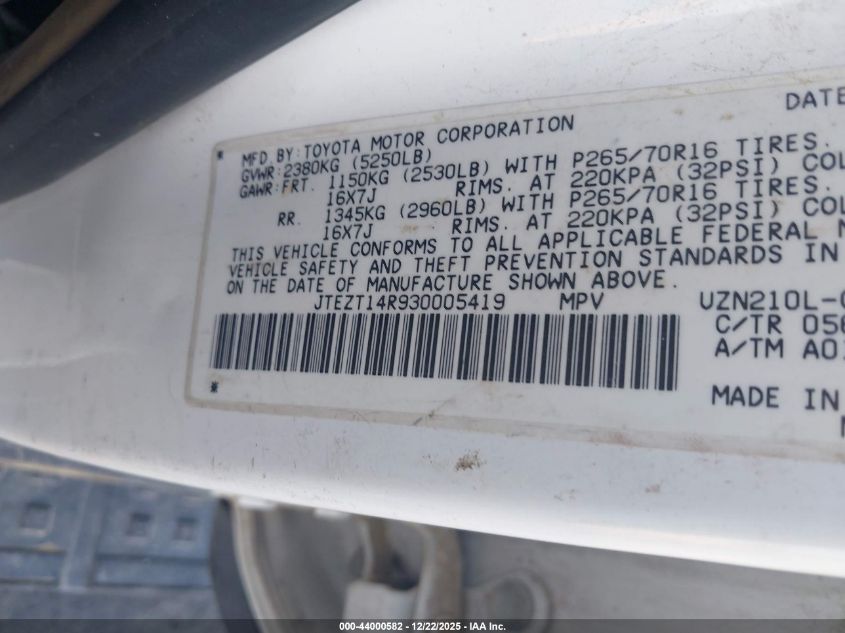 DATE
MFD.BY:TOYOTA MOTOR CORPORATION
GVWR:2380KG (5250LB)
GAWR:FRT. 1150KG (2530LB) WITH P265/70R16 TIRES.
16X7J RIMS. AT 220KPA (32PSI) COL
RR. 1345KG (2960LB) WITH P265/70R16 TIRES.
16X7J RIMS. AT 220KPA (32PSI) COL
THIS VEHICLE CONFORMS TO ALL APPLICABLE FEDERAL M
VEHICLE SAFETY AND THEFT PREVENTION STANDARDS IN
ON THE DATE OF MANUFACTURE SHOWN ABOVE.
JTEZT14R930005419 MPV UZN210L-
C/TR 056
A/TM A01
MADE IN
000-44000582 - 12/22/2025 - IAA Inc.